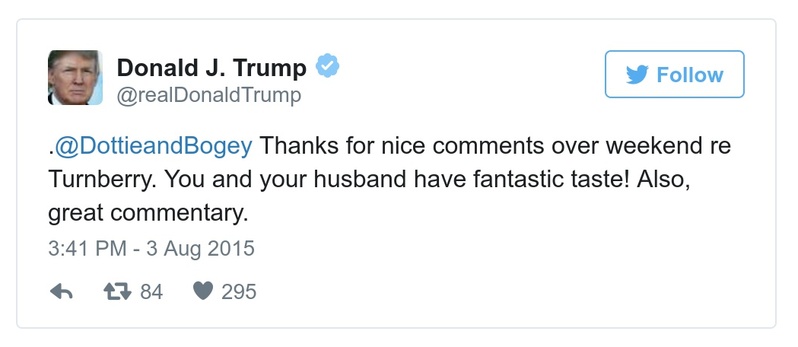 Donald J. Trump
@realDonaldTrump
Follow
.@DottieandBogey Thanks for nice comments over weekend re
Turnberry. You and your husband have fantastic taste! Also,
great commentary.
3:41 PM - 3 Aug 2015
84 295